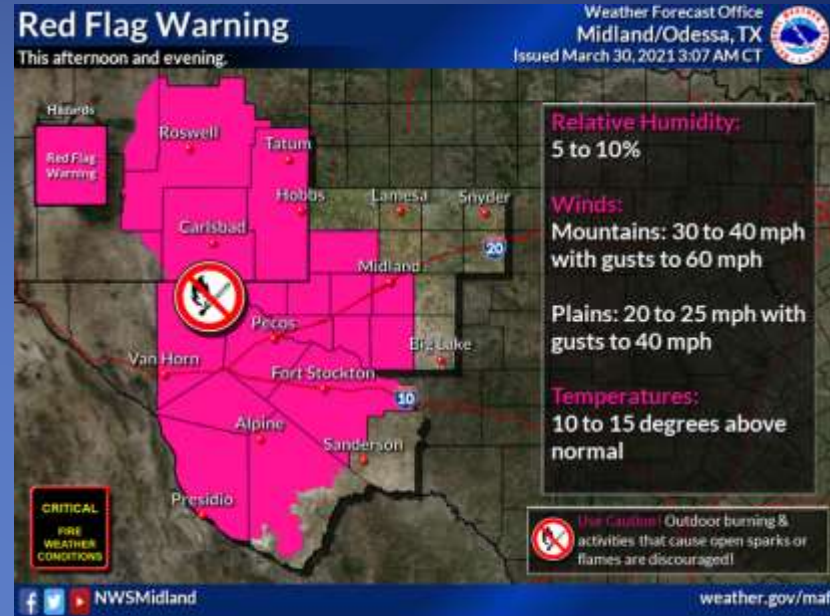 Red Flag Warning
This afternoon and evening.
Weather Forecast Office
Midland/Odessa, TX
Issued March 30, 2021 3:07 AM CT
Hazards
Red Flag
Warning
Roswell
Tatum
Hobbs
Lamesa
Snyder
Carlsbad
20
Midland
Pecos
Big Lake
Van Horn
Fort Stockton
10
Alpine
Sanderson
Presidio
CRITICAL
FIRE
WEATHER
CONDITIONS
Relative Humidity:
5 to 10%
Winds:
Mountains: 30 to 40 mph
with gusts to 60 mph
Plains: 20 to 25 mph with
gusts to 40 mph
Temperatures:
10 to 15 degrees above
normal
Use Caution! Outdoor burning &
activities that cause open sparks or
flames are discouraged!
NWSMidland
weather.gov/maf